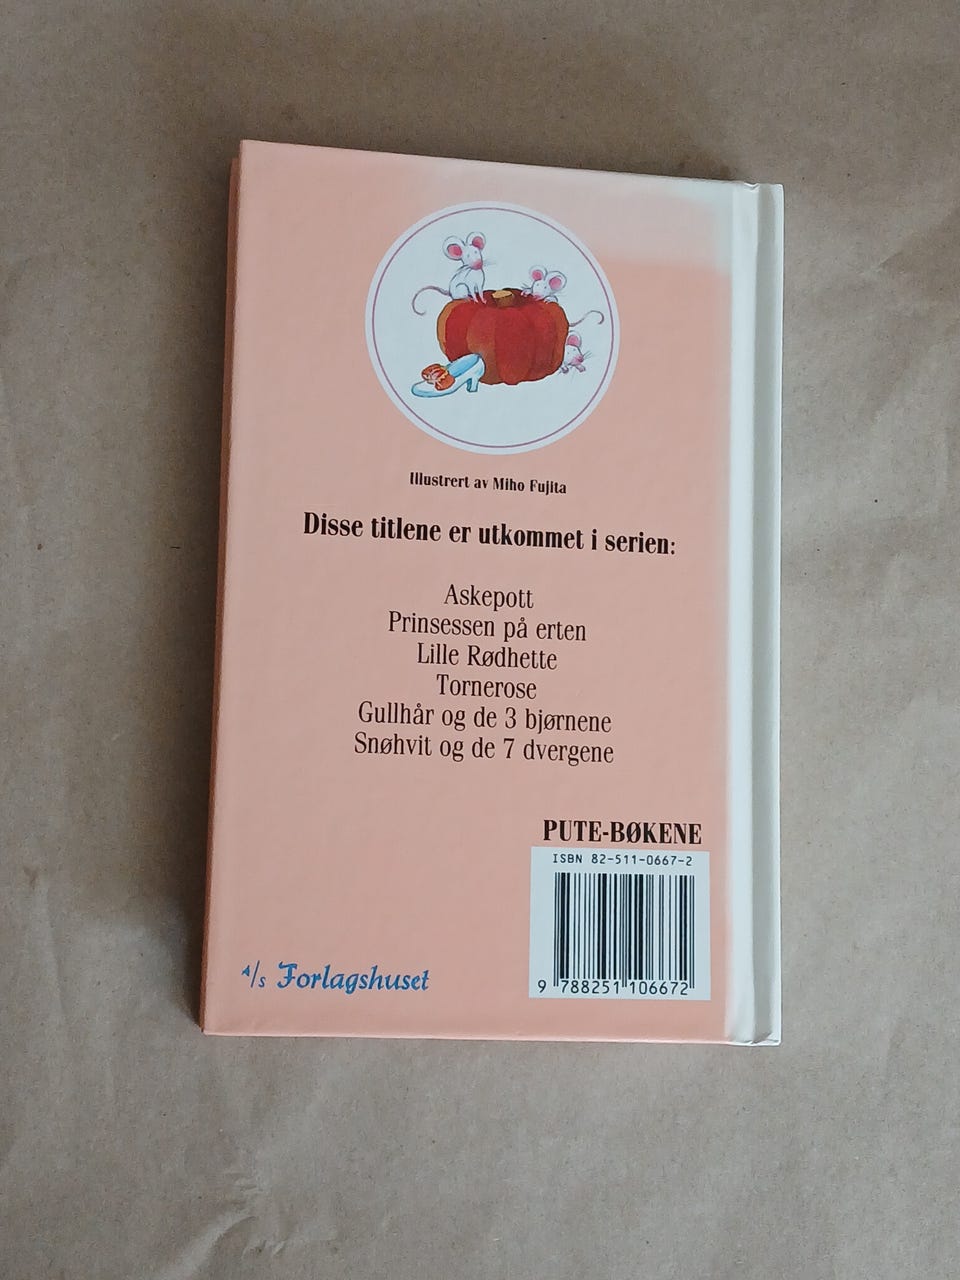 Illustrert av Miho Fujita
Disse titlene er utkommet i serien:
Askepott
Prinsessen på erten
Lille Rødhette
Tornerose
Gullhår og de 3 bjørnene
Snøhvit og de 7 dvergene
PUTE-BØKENE
ISBN 82-511-0667-2
9 788251 106672
A/S Forlagshuset